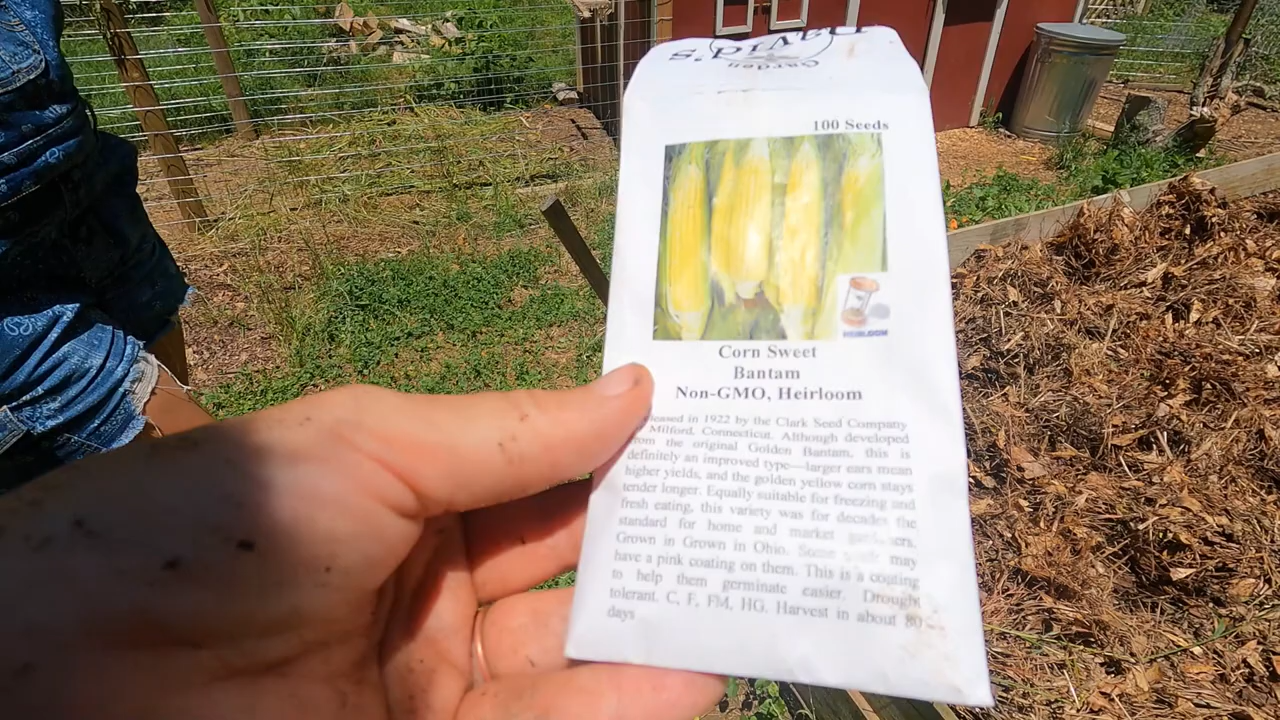 David's
Garden
100 Seeds
HEIRLOOM
Corn Sweet
Bantam
Non-GMO, Heirloom
in 1922 by the Clark Seed Company
Milford, Connecticut. Although developed
the original Golden Bantam, this is
definitely an improved type—larger ears mean
higher yields, and the golden yellow corn stays
tender longer. Equally suitable for freezing and
fresh eating, this variety was for decades the
standard for home and market
Grown in Grown in Ohio. Some may
have a pink coating on them. This is a coating
to help them germinate easier. Drought
tolerant. C, F, FM, HG. Harvest in about 80
days